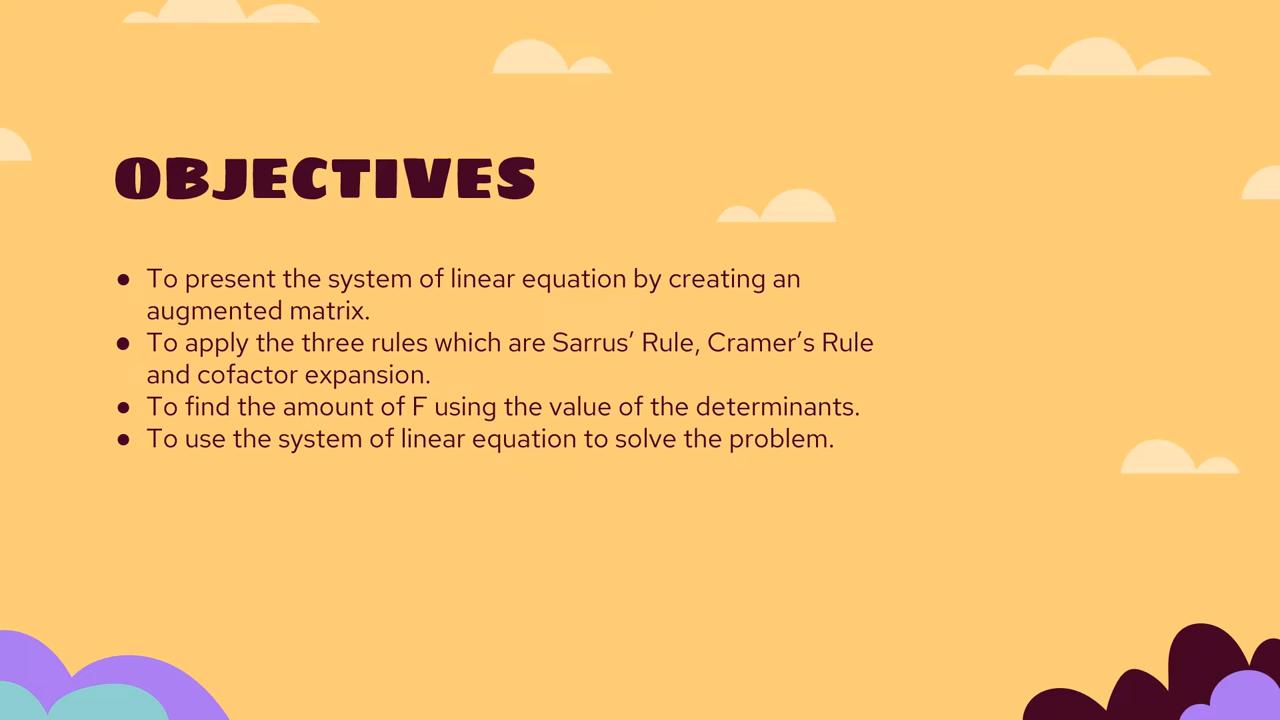 OBJECTIVES
● To present the system of linear equation by creating an
augmented matrix.
● To apply the three rules which are Sarrus’ Rule, Cramer’s Rule
and cofactor expansion.
● To find the amount of F using the value of the determinants.
● To use the system of linear equation to solve the problem.